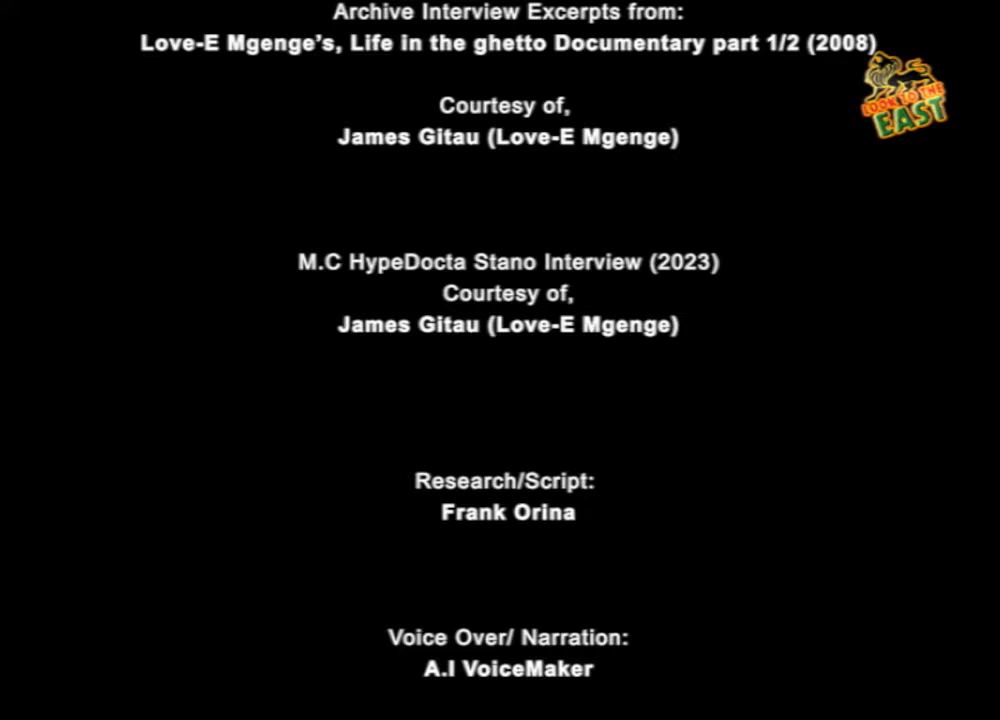 Archive Interview Excerpts from:
Love-E Mgenge's, Life in the ghetto Documentary part 1/2 (2008)
LOOK TO THE
EAST
Courtesy of,
James Gitau (Love-E Mgenge)
M.C HypeDocta Stano Interview (2023)
Courtesy of,
James Gitau (Love-E Mgenge)
Research/Script:
Frank Orina
Voice Over/ Narration:
A.I VoiceMaker